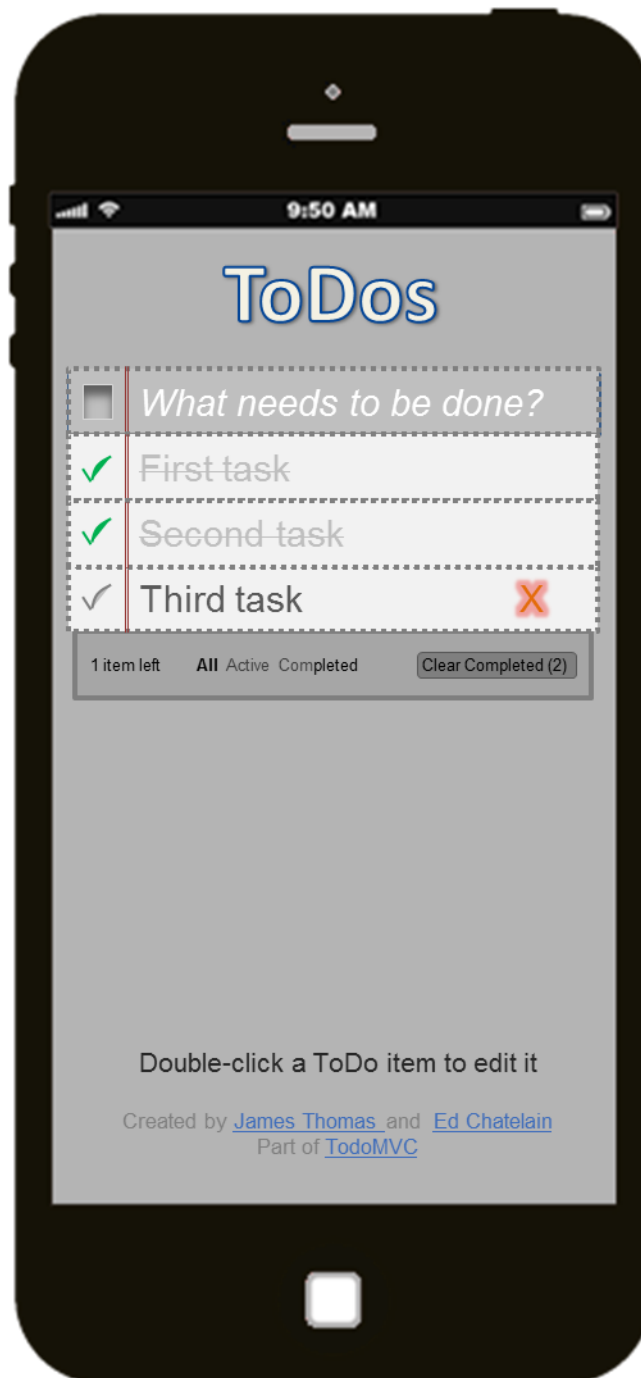 9:50 AM
ToDos
What needs to be done?
First task
Second task
Third task X
1 item left All Active Completed Clear Completed (2)
Double-click a ToDo item to edit it
Created by James Thomas and Ed Chatelain
Part of TodoMVC